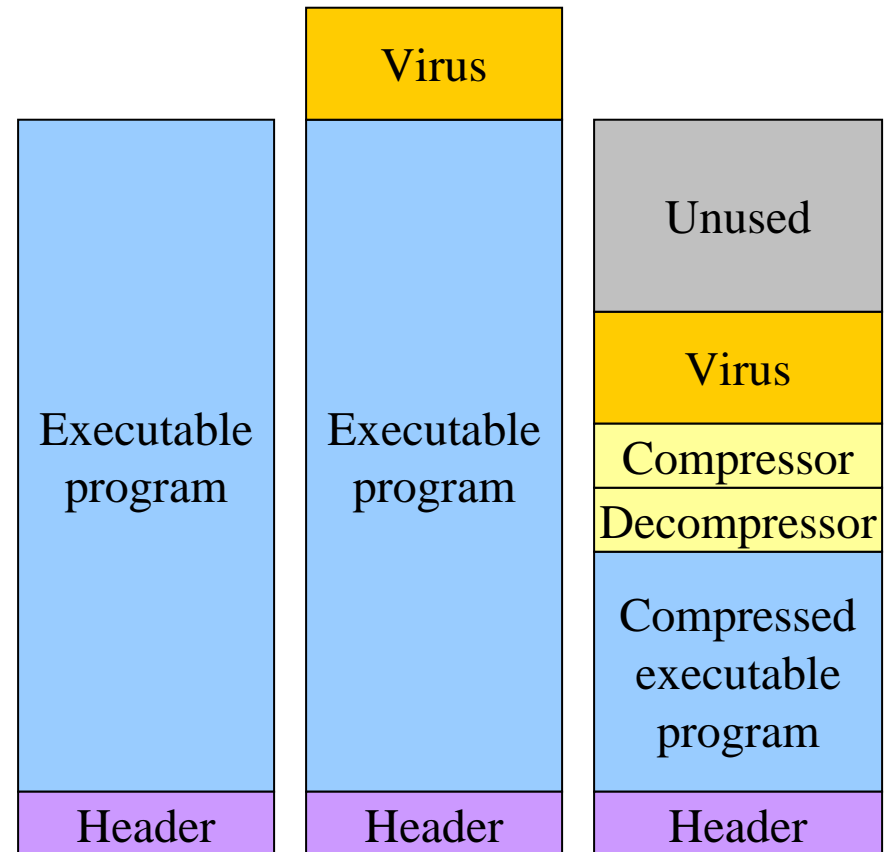 Executable
program
Header
Virus
Executable
program
Header
Unused
Virus
Compressor
Decompressor
Compressed
executable
program
Header